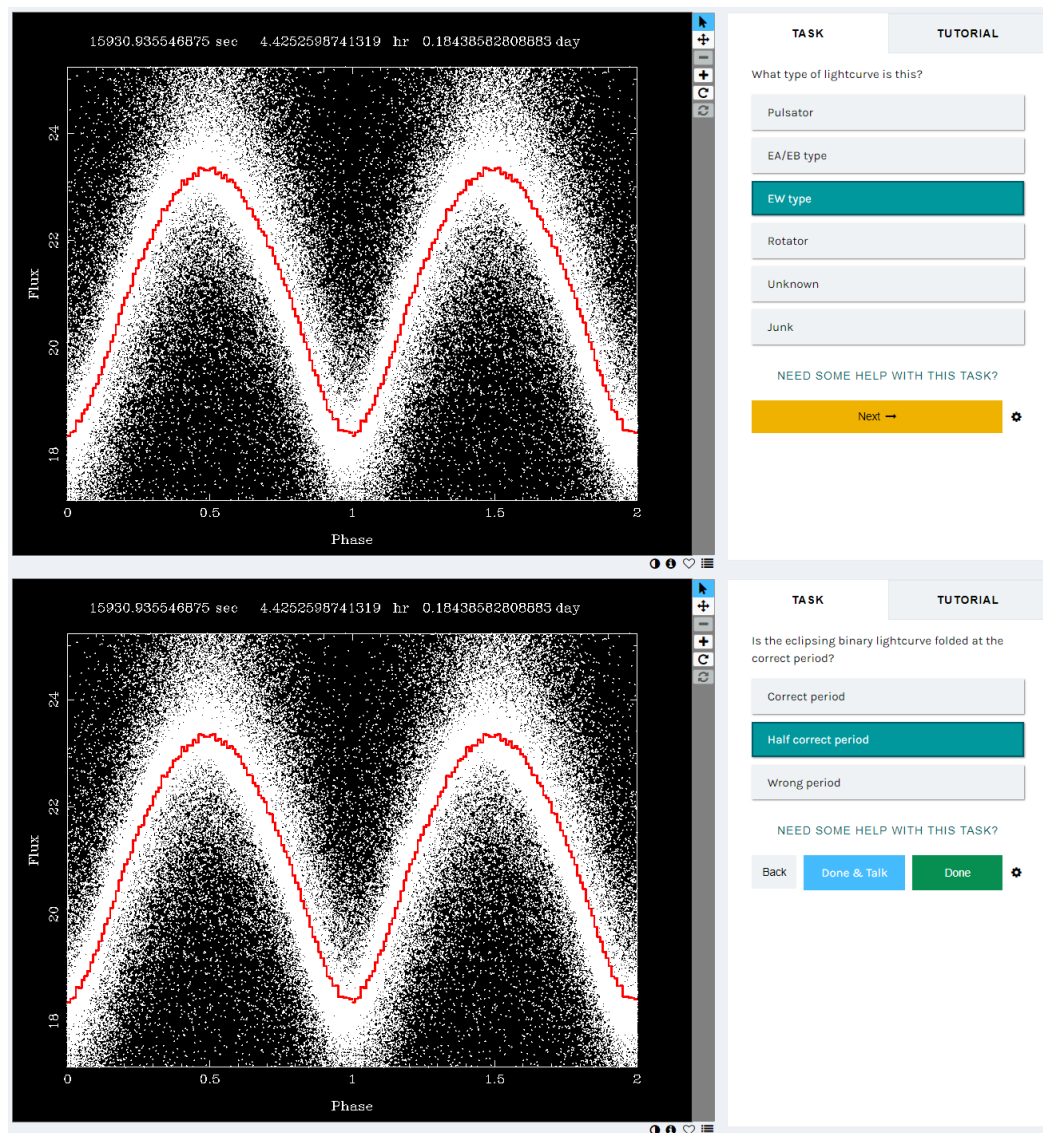 15930.935546875 sec 4.4252598741319 hr 0.18438582808883 day
24
22
20
18
Flux
0 0.5 1 1.5 2
Phase
TASK TUTORIAL
What type of lightcurve is this?
Pulsator
EA/EB type
EW type
Rotator
Unknown
Junk
NEED SOME HELP WITH THIS TASK?
Next →
15930.935546875 sec 4.4252598741319 hr 0.18438582808883 day
24
22
20
18
Flux
0 0.5 1 1.5 2
Phase
TASK TUTORIAL
Is the eclipsing binary lightcurve folded at the
correct period?
Correct period
Half correct period
Wrong period
NEED SOME HELP WITH THIS TASK?
Back Done & Talk Done